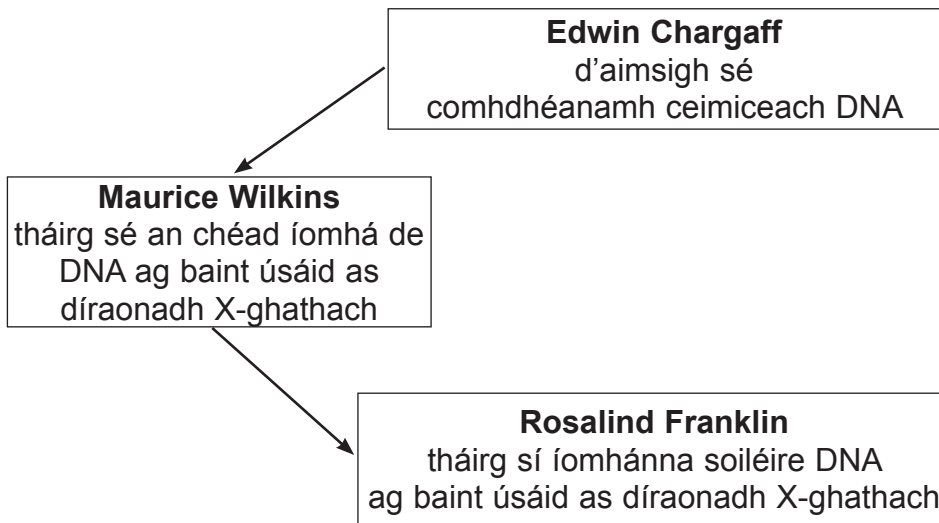 Edwin Chargaff
d’aimsigh sé
comhdhéanamh ceimiceach DNA
Maurice Wilkins
tháirg sé an chéad íomhá de
DNA ag baint úsáid as
díraonadh X-ghathach
Rosalind Franklin
tháirg sí íomhánna soiléire DNA
ag baint úsáid as díraonadh X-ghathach